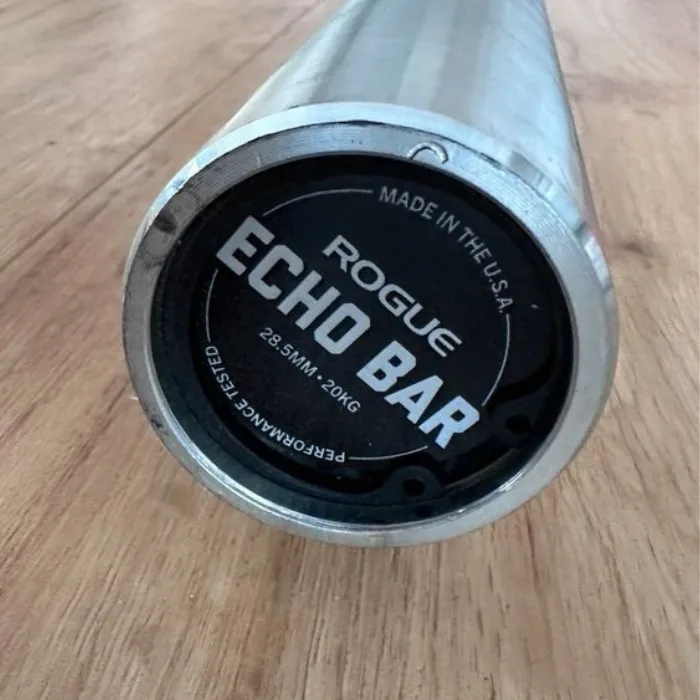 MADE IN THE U.S.A.
ROGUE
ECHO BAR
28.5MM • 20KG
PERFORMANCE TESTED